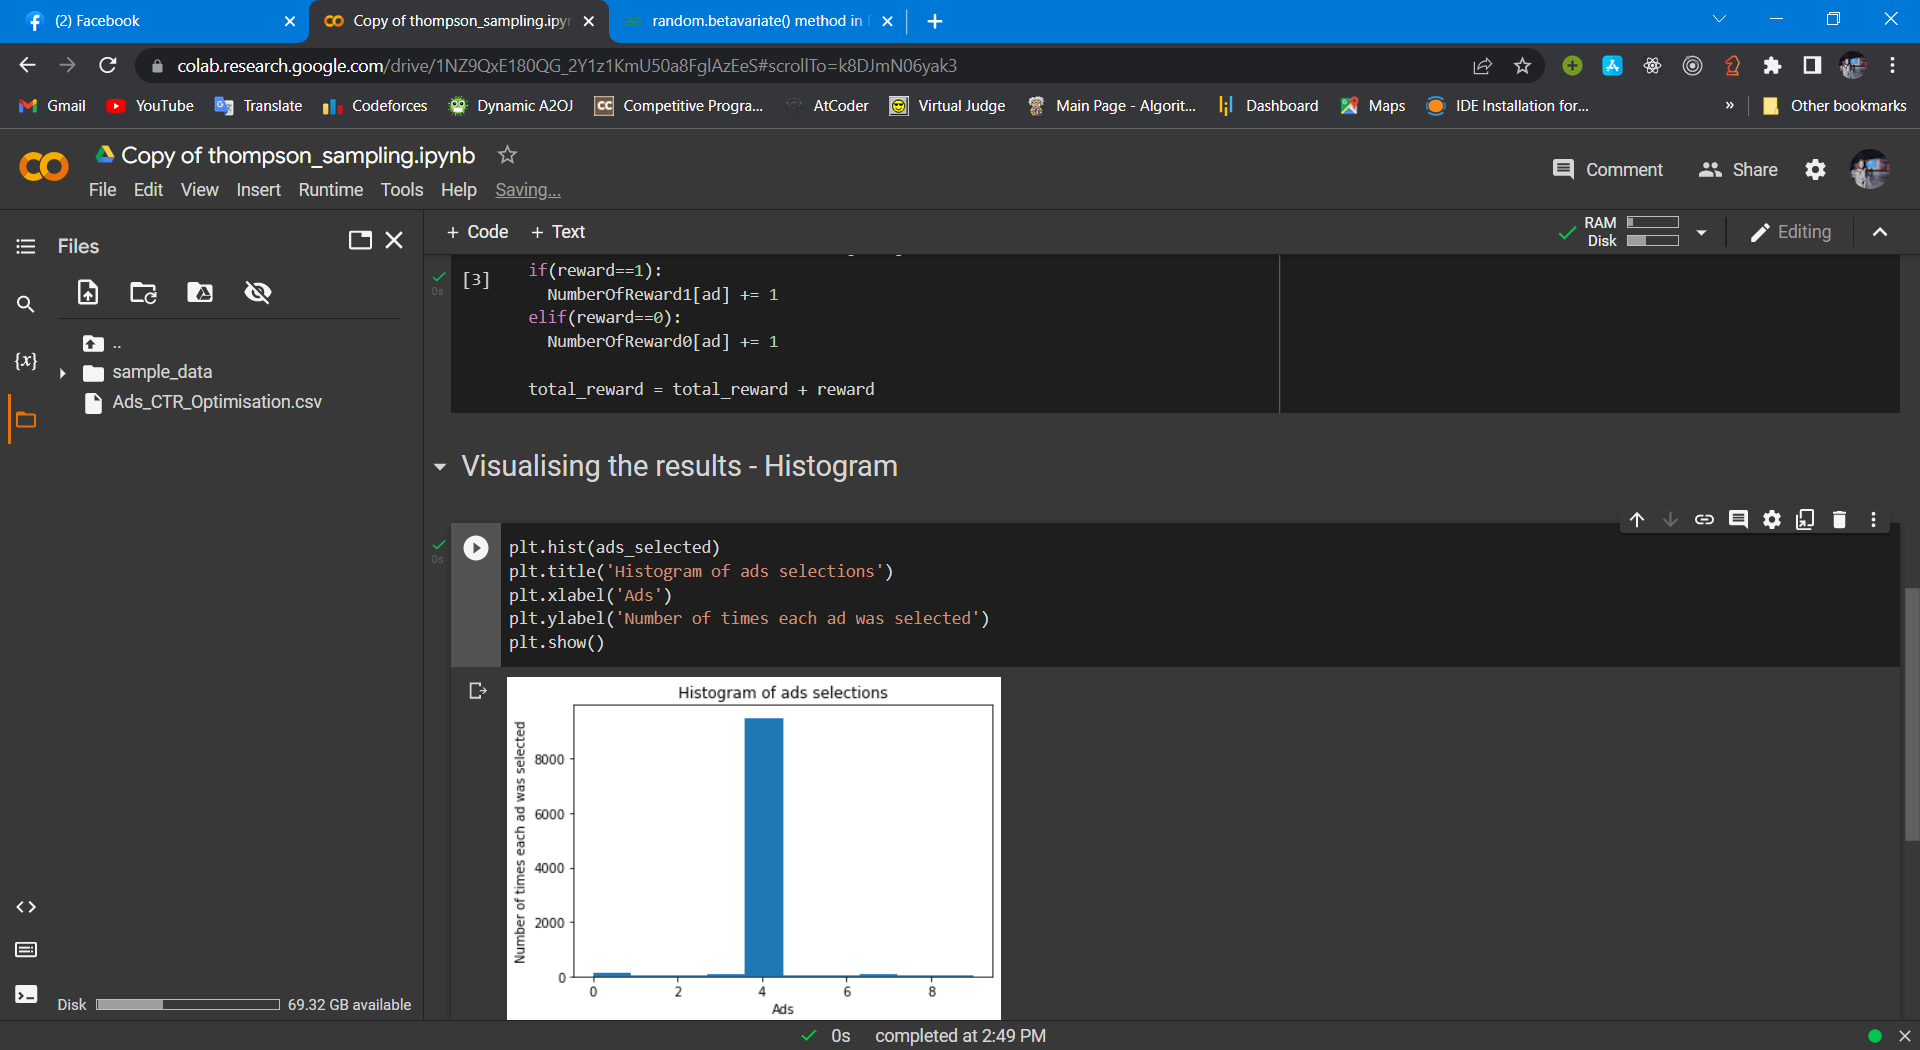 (2) Facebook
Copy of thompson_sampling.ipyn
random.betavariate() method in
colab.research.google.com/drive/1NZ9QxE180QG_2Y1z1KmU50a8FglAzEeS#scrollTo=k8DJmN06yak3
Gmail YouTube Translate Codeforces Dynamic A2OJ Competitive Progra... AtCoder Virtual Judge Main Page - Algorit... Dashboard Maps IDE Installation for... » Other bookmarks
Copy of thompson_sampling.ipynb
Comment Share
File Edit View Insert Runtime Tools Help Saving...
Files
+ Code + Text
RAM
Disk
Editing
..
sample_data
Ads_CTR_Optimisation.csv
{x}
0s
[3]
if(reward==1):
NumberOfReward1[ad] += 1
elif(reward==0):
NumberOfReward0[ad] += 1
total_reward = total_reward + reward
Visualising the results - Histogram
0s
plt.hist(ads_selected)
plt.title('Histogram of ads selections')
plt.xlabel('Ads')
plt.ylabel('Number of times each ad was selected')
plt.show()
Histogram of ads selections
Number of times each ad was selected
8000
6000
4000
2000
0
0 2 4 6 8
Ads
Disk 69.32 GB available
0s completed at 2:49 PM